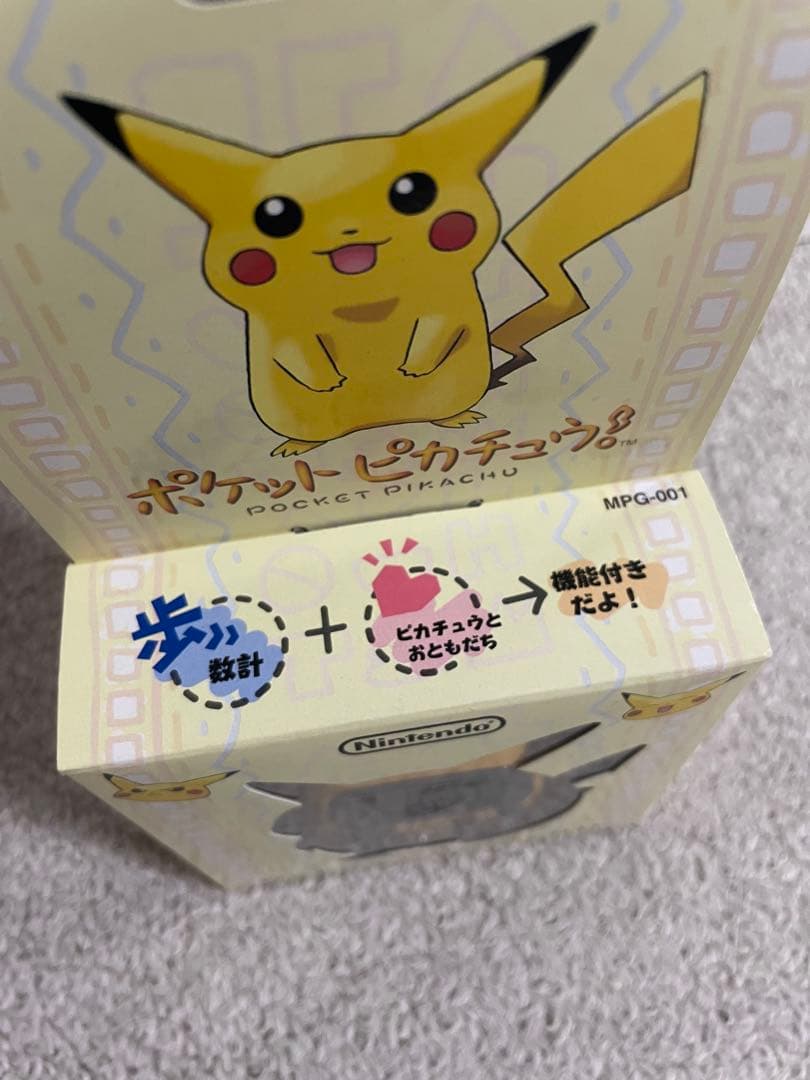 ポケットピカチュウ!™
POCKET PIKACHU
MPG-001
歩数計
+
ピカチュウと
おともだち
→
機能付き
だよ!
Nintendo®